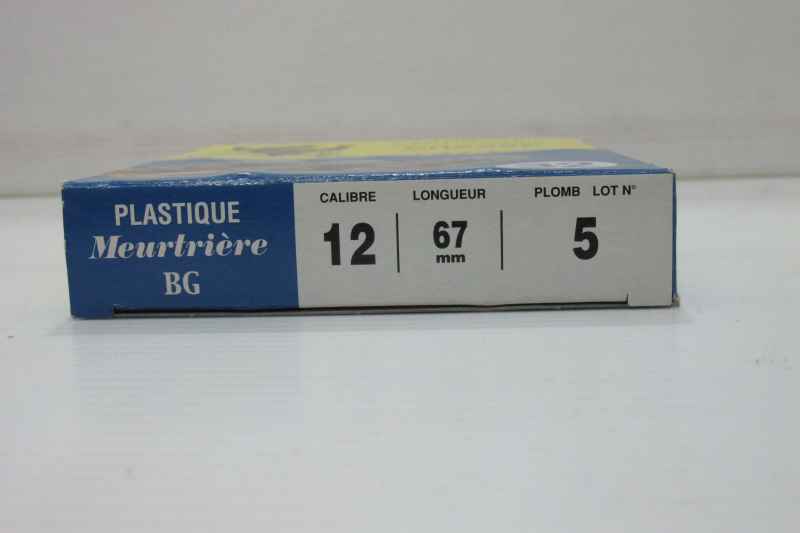 PLASTIQUE
Meurtrière
BG
CALIBRE
12
LONGUEUR
67
mm
PLOMB LOT N°
5